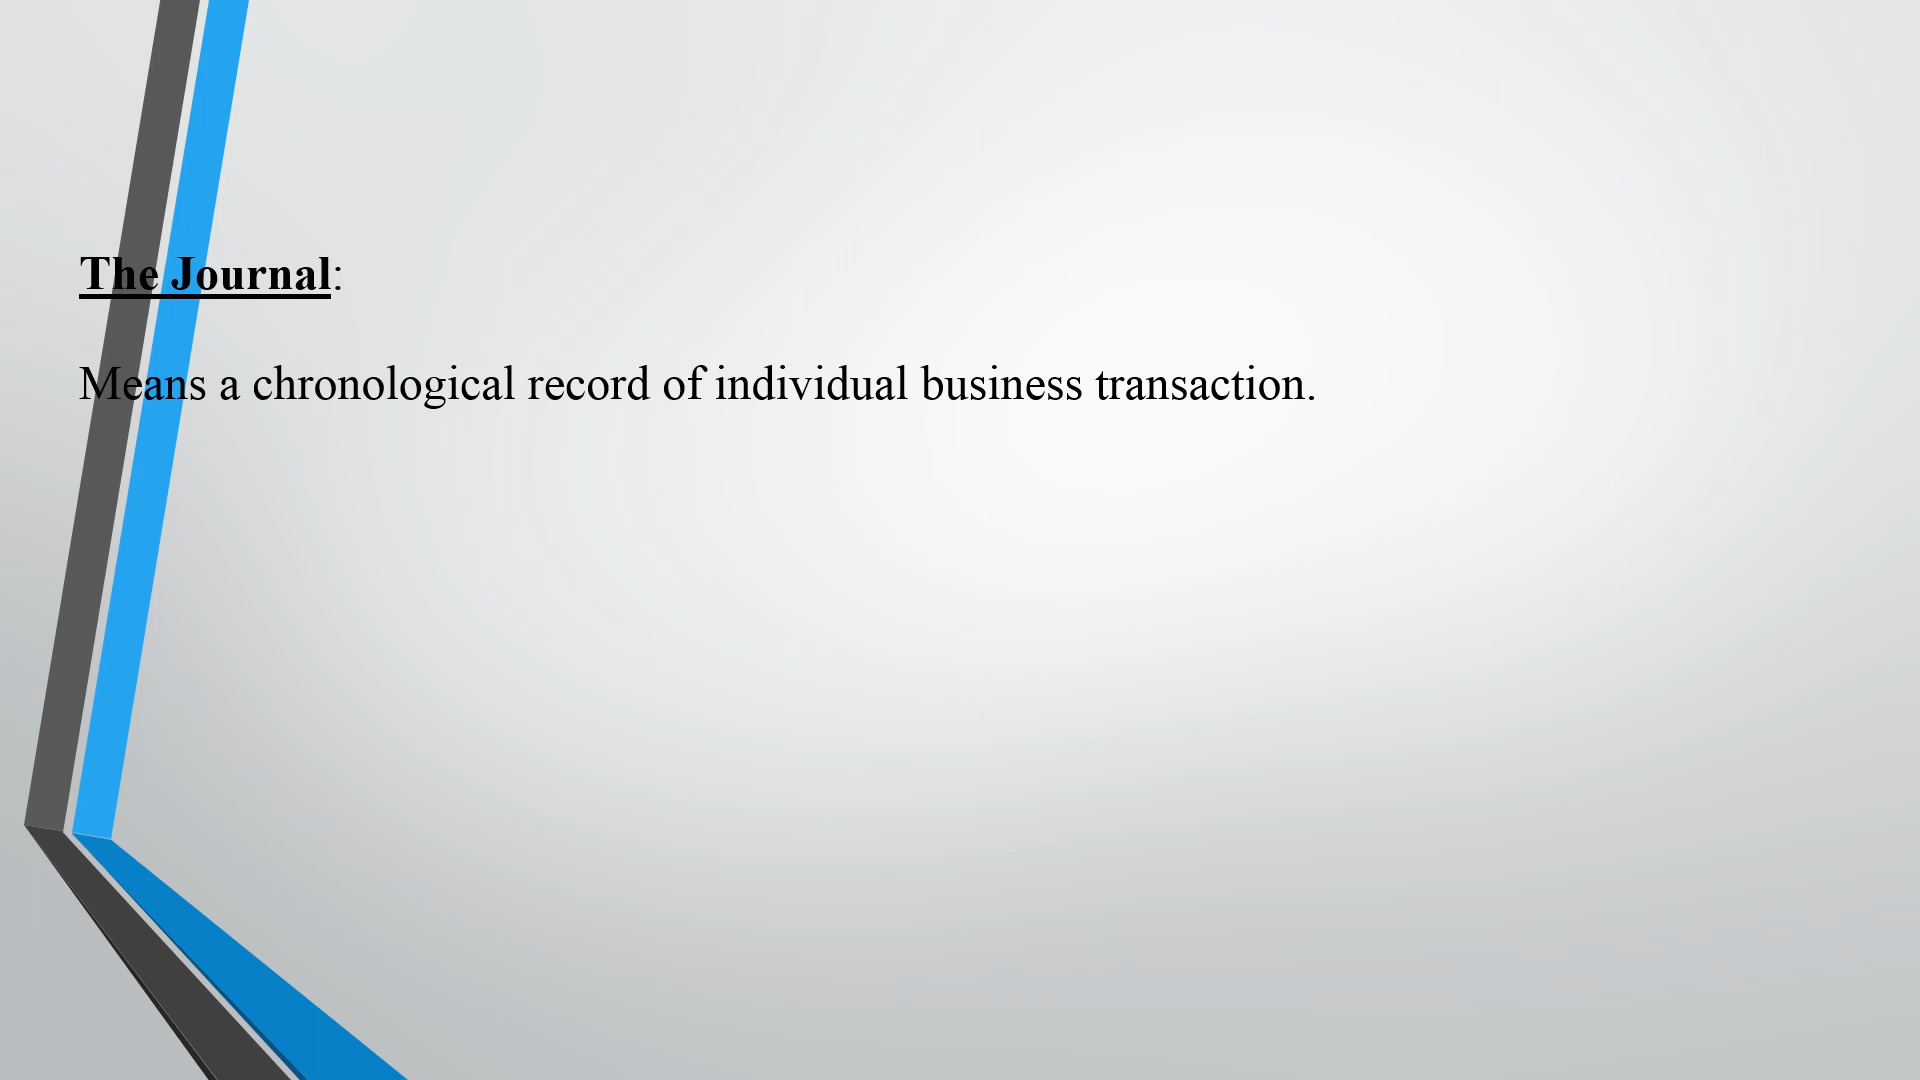 The Journal:
Means a chronological record of individual business transaction.